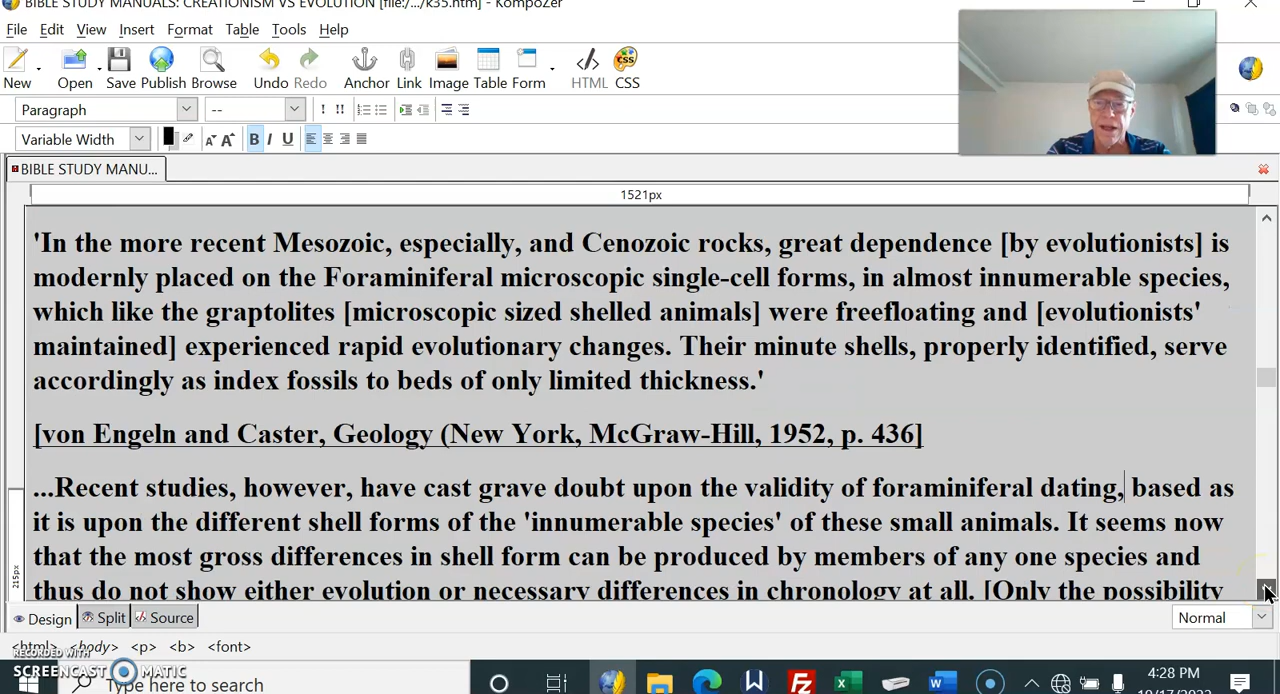 BIBLE STUDY MANUALS: CREATIONISM VS EVOLUTION [file:/.../k35.htm] - KompoZer
File Edit View Insert Format Table Tools Help
New Open Save Publish Browse Undo Redo Anchor Link Image Table Form HTML CSS
Paragraph -- ! !!
Variable Width A A B I U
BIBLE STUDY MANU...
1521px
'In the more recent Mesozoic, especially, and Cenozoic rocks, great dependence [by evolutionists] is
modernly placed on the Foraminiferal microscopic single-cell forms, in almost innumerable species,
which like the graptolites [microscopic sized shelled animals] were freefloating and [evolutionists'
maintained] experienced rapid evolutionary changes. Their minute shells, properly identified, serve
accordingly as index fossils to beds of only limited thickness.'
[von Engeln and Caster, Geology (New York, McGraw-Hill, 1952, p. 436]
...Recent studies, however, have cast grave doubt upon the validity of foraminiferal dating, based as
it is upon the different shell forms of the 'innumerable species' of these small animals. It seems now
that the most gross differences in shell form can be produced by members of any one species and
thus do not show either evolution or necessary differences in chronology at all. [Only the possibility
215px
Design Split Source Normal
<html> <body> <p> <b> <font>
RECORDED WITH
SCREENCAST MATIC
Type here to search
4:28 PM